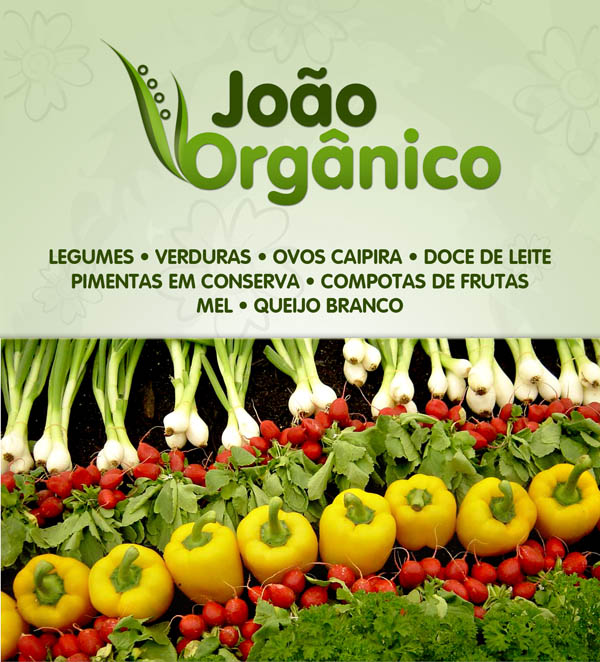 João
Orgânico
LEGUMES • VERDURAS • OVOS CAIPIRA • DOCE DE LEITE
PIMENTAS EM CONSERVA • COMPOTAS DE FRUTAS
MEL • QUEIJO BRANCO